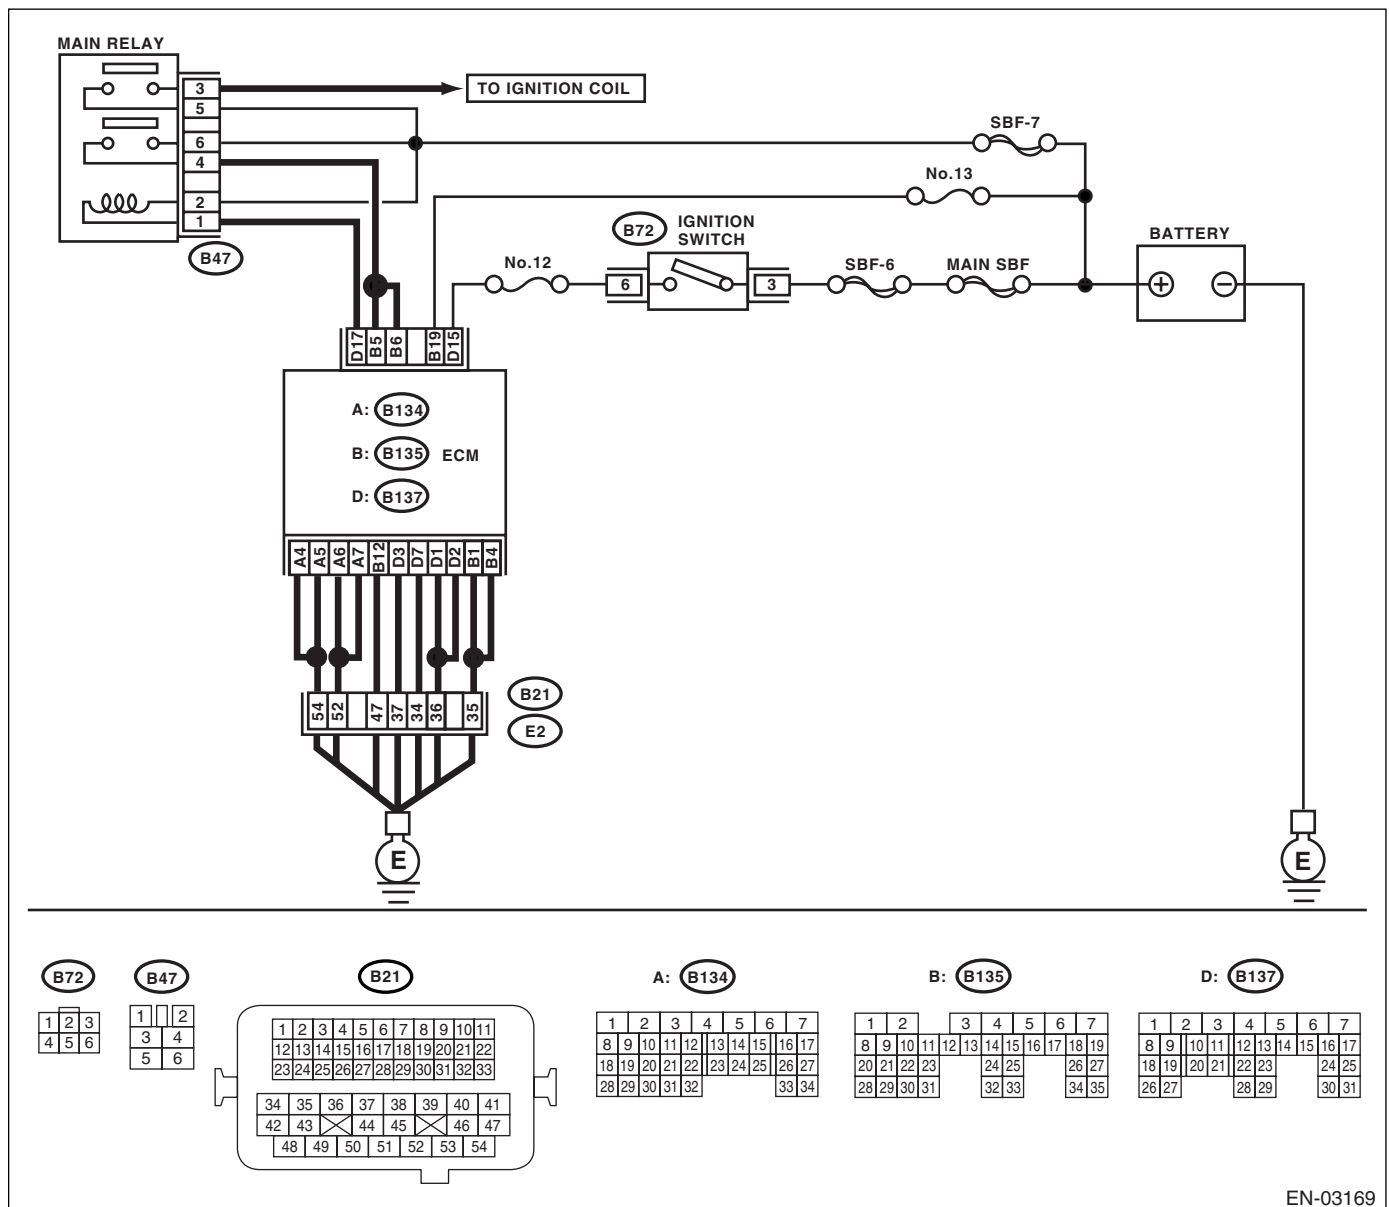 MAIN RELAY
3
TO IGNITION COIL
5
6
4
2
1
B47
SBF-7
No.13
B72
IGNITION
SWITCH
BATTERY
No.12
6
3
SBF-6
MAIN SBF
+
−
D17 B5 B6 B19 D15
A: B134
B: B135 ECM
D: B137
A4 A5 A6 A7 B12 D3 D7 D1 D2 B1 B4
54 52 47 37 34 36 35
B21
E2
E
E
B72
1 2 3
4 5 6
B47
1 2
3 4
5 6
B21
1 2 3 4 5 6 7 8 9 10 11
12 13 14 15 16 17 18 19 20 21 22
23 24 25 26 27 28 29 30 31 32 33
34 35 36 37 38 39 40 41
42 43 44 45 46 47
48 49 50 51 52 53 54
A: B134
1 2 3 4 5 6 7
8 9 10 11 12 13 14 15 16 17
18 19 20 21 22 23 24 25 26 27
28 29 30 31 32 33 34
B: B135
1 2 3 4 5 6 7
8 9 10 11 12 13 14 15 16 17 18 19
20 21 22 23 24 25 26 27
28 29 30 31 32 33 34 35
D: B137
1 2 3 4 5 6 7
8 9 10 11 12 13 14 15 16 17
18 19 20 21 22 23 24 25
26 27 28 29 30 31
EN-03169